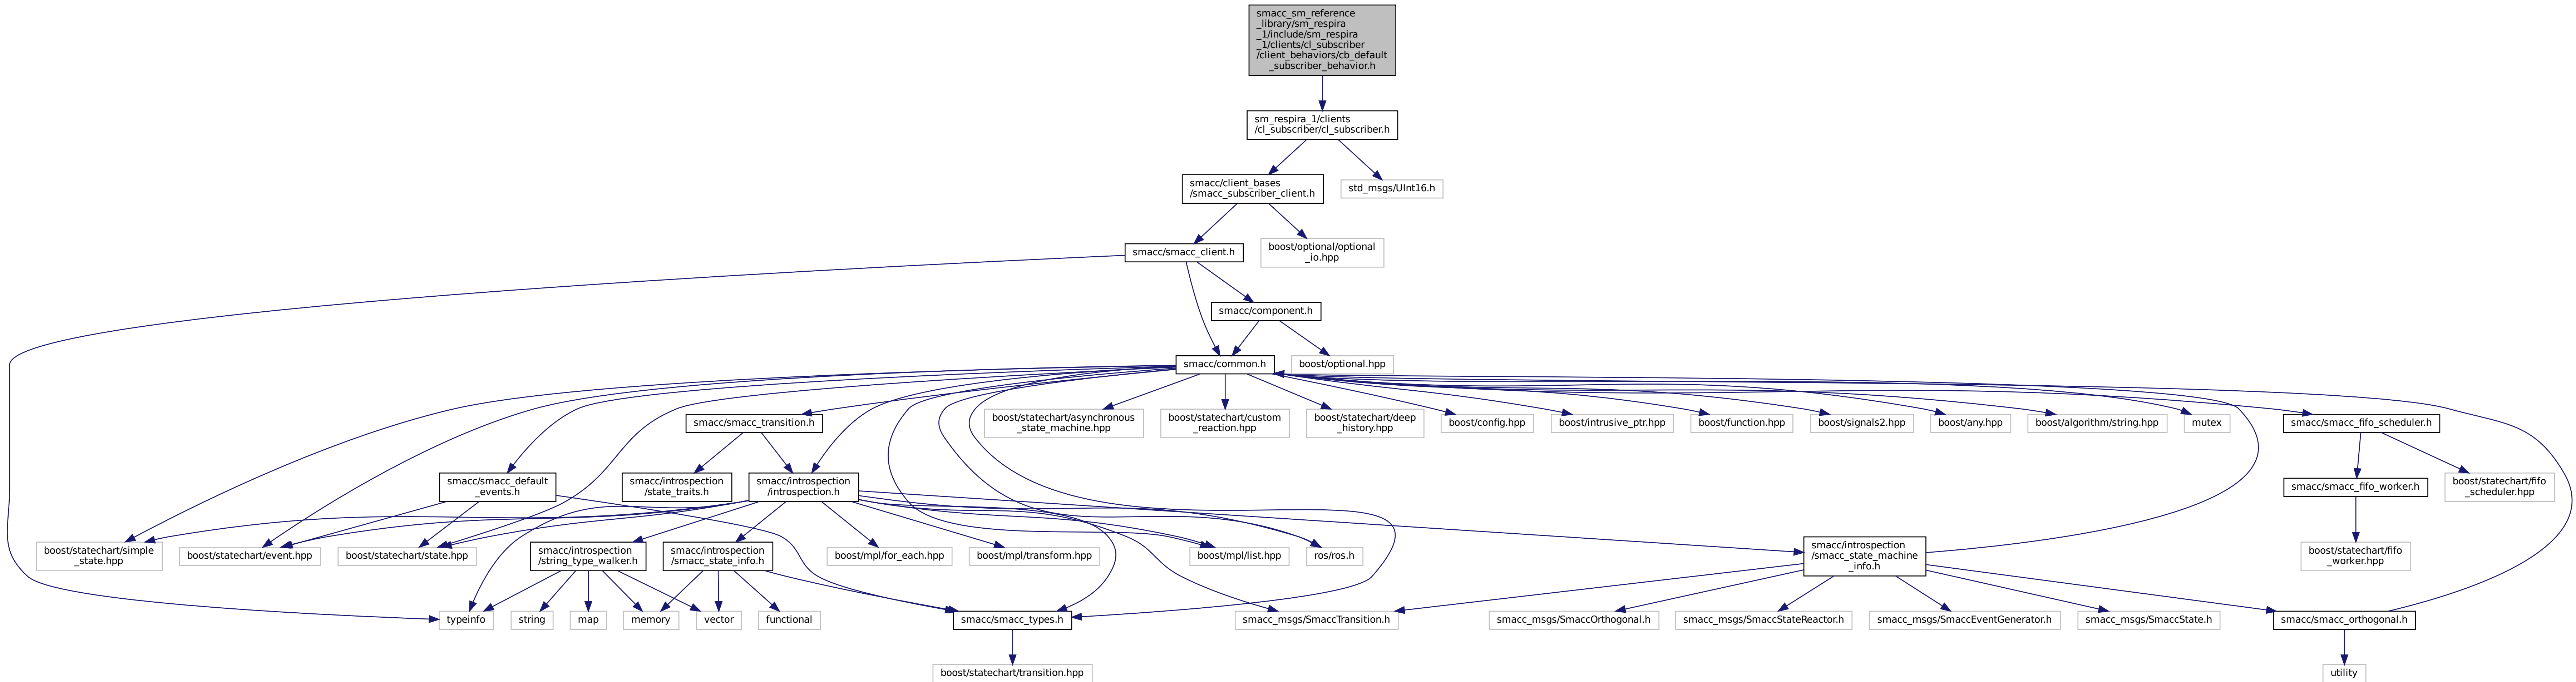 smacc_sm_reference
_library/sm_respira
_1/include/sm_respira
_1/clients/cl_subscriber
/client_behaviors/cb_default
_subscriber_behavior.h
sm_respira_1/clients
/cl_subscriber/cl_subscriber.h
smacc/client_bases
/smacc_subscriber_client.h
std_msgs/UInt16.h
smacc/smacc_client.h
boost/optional/optional
_io.hpp
smacc/component.h
smacc/common.h
boost/optional.hpp
smacc/smacc_transition.h
boost/statechart/asynchronous
_state_machine.hpp
boost/statechart/custom
_reaction.hpp
boost/statechart/deep
_history.hpp
boost/config.hpp
boost/intrusive_ptr.hpp
boost/function.hpp
boost/signals2.hpp
boost/any.hpp
boost/algorithm/string.hpp
mutex
smacc/smacc_fifo_scheduler.h
smacc/smacc_default
_events.h
smacc/introspection
/state_traits.h
smacc/introspection
/introspection.h
smacc/smacc_fifo_worker.h
boost/statechart/fifo
_scheduler.hpp
boost/statechart/simple
_state.hpp
boost/statechart/event.hpp
boost/statechart/state.hpp
smacc/introspection
/string_type_walker.h
smacc/introspection
/smacc_state_info.h
boost/mpl/for_each.hpp
boost/mpl/transform.hpp
boost/mpl/list.hpp
ros/ros.h
smacc/introspection
/smacc_state_machine
_info.h
boost/statechart/fifo
_worker.hpp
typeinfo
string
map
memory
vector
functional
smacc/smacc_types.h
smacc_msgs/SmaccTransition.h
smacc_msgs/SmaccOrthogonal.h
smacc_msgs/SmaccStateReactor.h
smacc_msgs/SmaccEventGenerator.h
smacc_msgs/SmaccState.h
smacc/smacc_orthogonal.h
boost/statechart/transition.hpp
utility